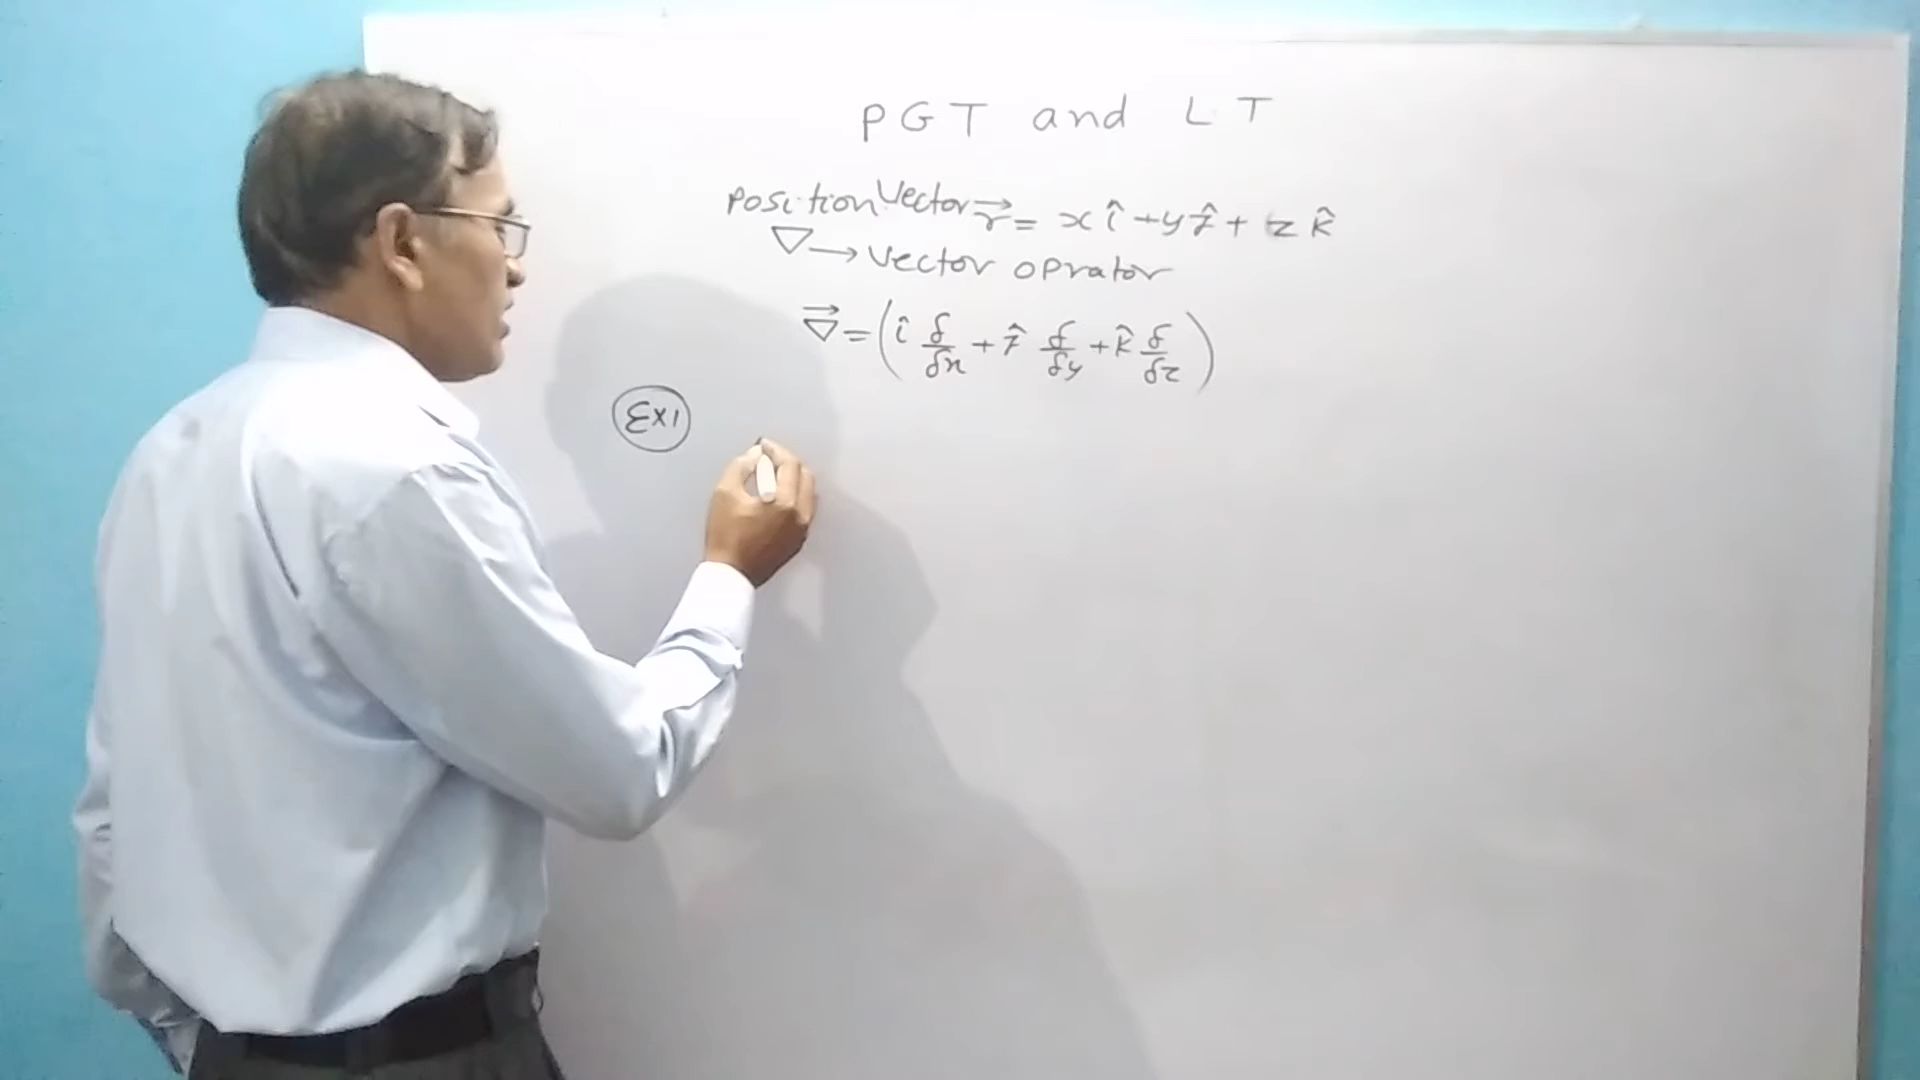 PGT and LT
Position Vector r⃗ = x î + y ĵ + z k̂
▽ → Vector oprator
▽⃗ = ( î δ/δx + ĵ δ/δy + k̂ δ/δz )
Ex1